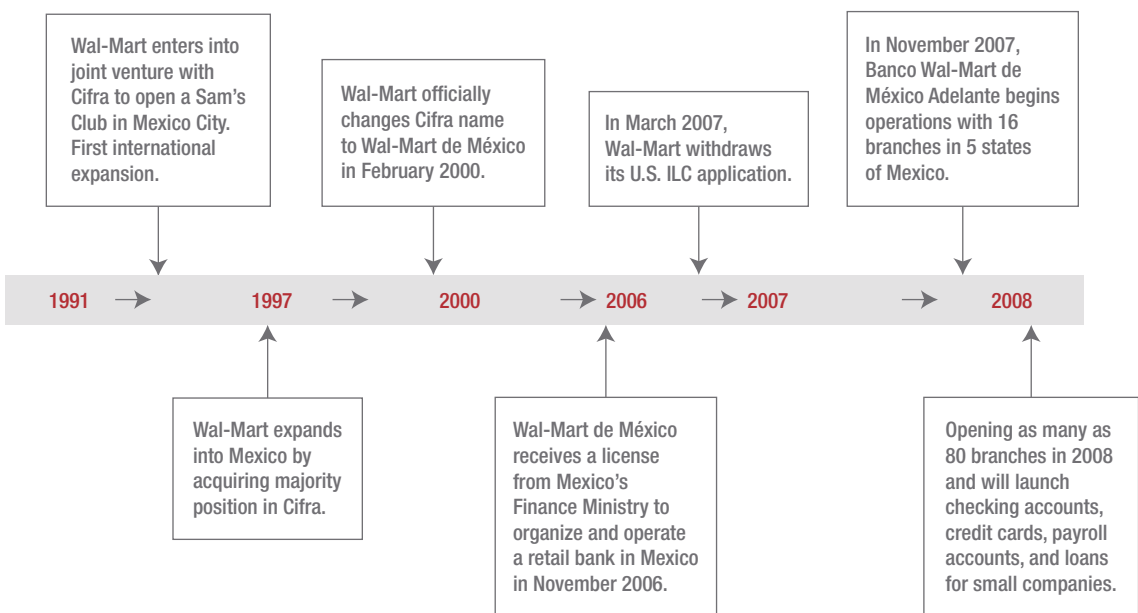 Wal-Mart enters into
joint venture with
Cifra to open a Sam's
Club in Mexico City.
First international
expansion.
Wal-Mart officially
changes Cifra name
to Wal-Mart de México
in February 2000.
In March 2007,
Wal-Mart withdraws
its U.S. ILC application.
In November 2007,
Banco Wal-Mart de
México Adelante begins
operations with 16
branches in 5 states
of Mexico.
1991 1997 2000 2006 2007 2008
Wal-Mart expands
into Mexico by
acquiring majority
position in Cifra.
Wal-Mart de México
receives a license
from Mexico's
Finance Ministry to
organize and operate
a retail bank in Mexico
in November 2006.
Opening as many as
80 branches in 2008
and will launch
checking accounts,
credit cards, payroll
accounts, and loans
for small companies.